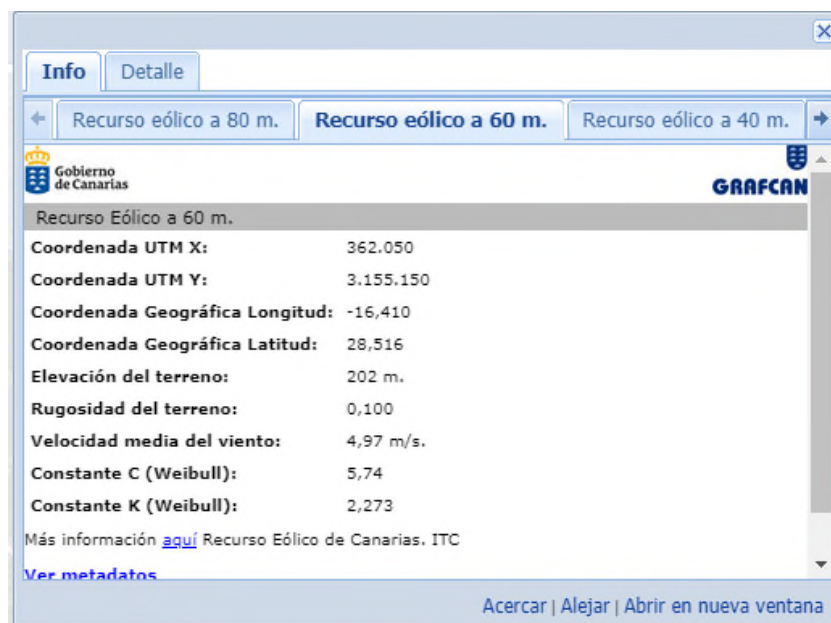 Info Detalle
Recurso eólico a 80 m. Recurso eólico a 60 m. Recurso eólico a 40 m.
Gobierno
de Canarias
GRAFCAN
Recurso Eólico a 60 m.
Coordenada UTM X: 362.050
Coordenada UTM Y: 3.155.150
Coordenada Geográfica Longitud: -16,410
Coordenada Geográfica Latitud: 28,516
Elevación del terreno: 202 m.
Rugosidad del terreno: 0,100
Velocidad media del viento: 4,97 m/s.
Constante C (Weibull): 5,74
Constante K (Weibull): 2,273
Más información aquí Recurso Eólico de Canarias. ITC
Ver metadatos
Acercar | Alejar | Abrir en nueva ventana